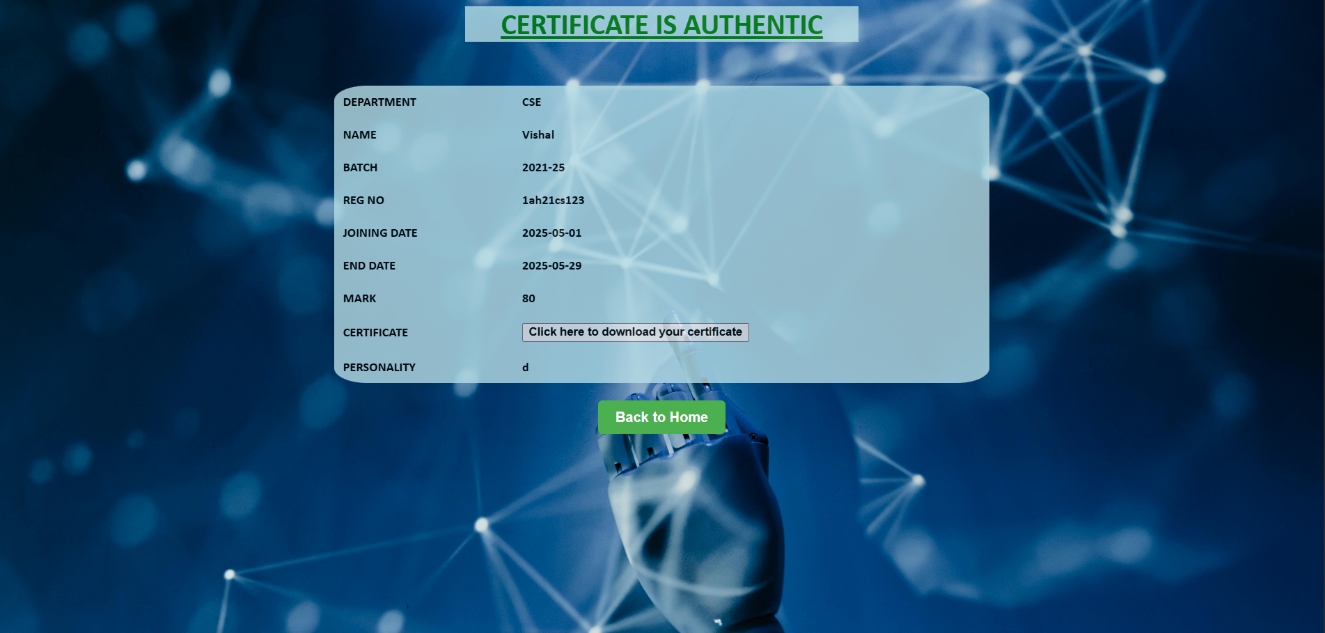 CERTIFICATE IS AUTHENTIC
DEPARTMENT CSE
NAME Vishal
BATCH 2021-25
REG NO 1ah21cs123
JOINING DATE 2025-05-01
END DATE 2025-05-29
MARK 80
CERTIFICATE Click here to download your certificate
PERSONALITY d
Back to Home